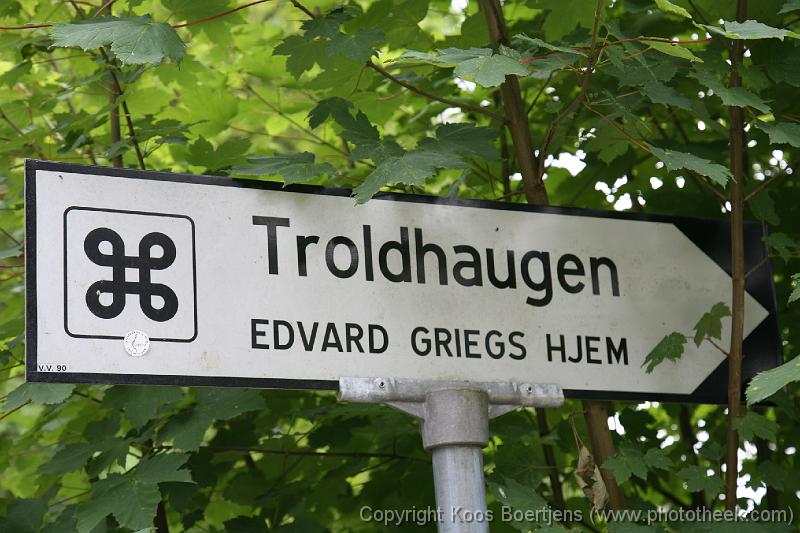 Troldhaugen
EDVARD GRIEGS HJEM
V.V. 90
Copyright Koos Boertjens (www.phototheek.com)